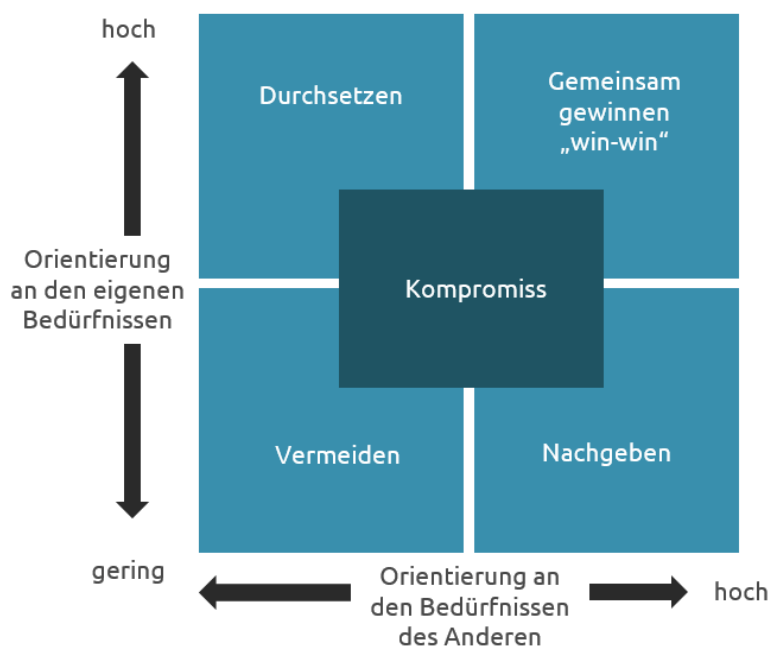 hoch
Durchsetzen
Gemeinsam
gewinnen
„win-win“
Orientierung
an den eigenen
Bedürfnissen
Kompromiss
Vermeiden
Nachgeben
gering
Orientierung an
den Bedürfnissen
des Anderen
hoch